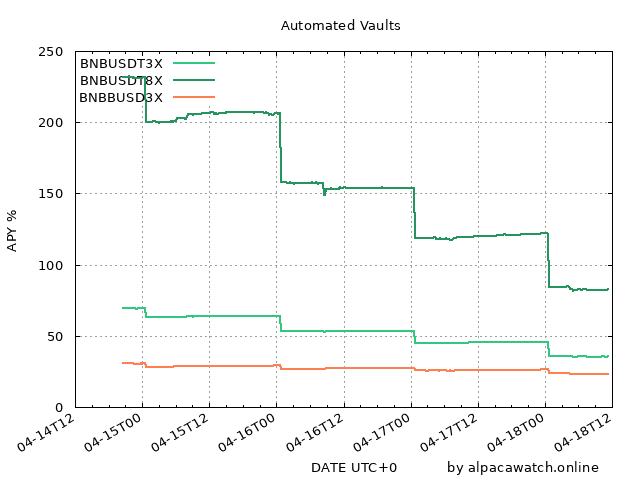 Automated Vaults
250
200
150
100
50
0
APY %
BNBUSDT3X
BNBUSDT8X
BNBBUSD3X
04-14T12
04-15T00
04-15T12
04-16T00
04-16T12
04-17T00
04-17T12
04-18T00
04-18T12
DATE UTC+0
by alpacawatch.online